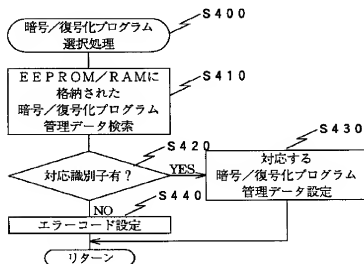 S400
暗号／復号化プログラム
選択処理
S410
EEPROM／RAMに
格納された
暗号／復号化プログラム
管理データ検索
S420
対応識別子有？
YES
S430
対応する
暗号／復号化プログラム
管理データ設定
NO
S440
エラーコード設定
リターン